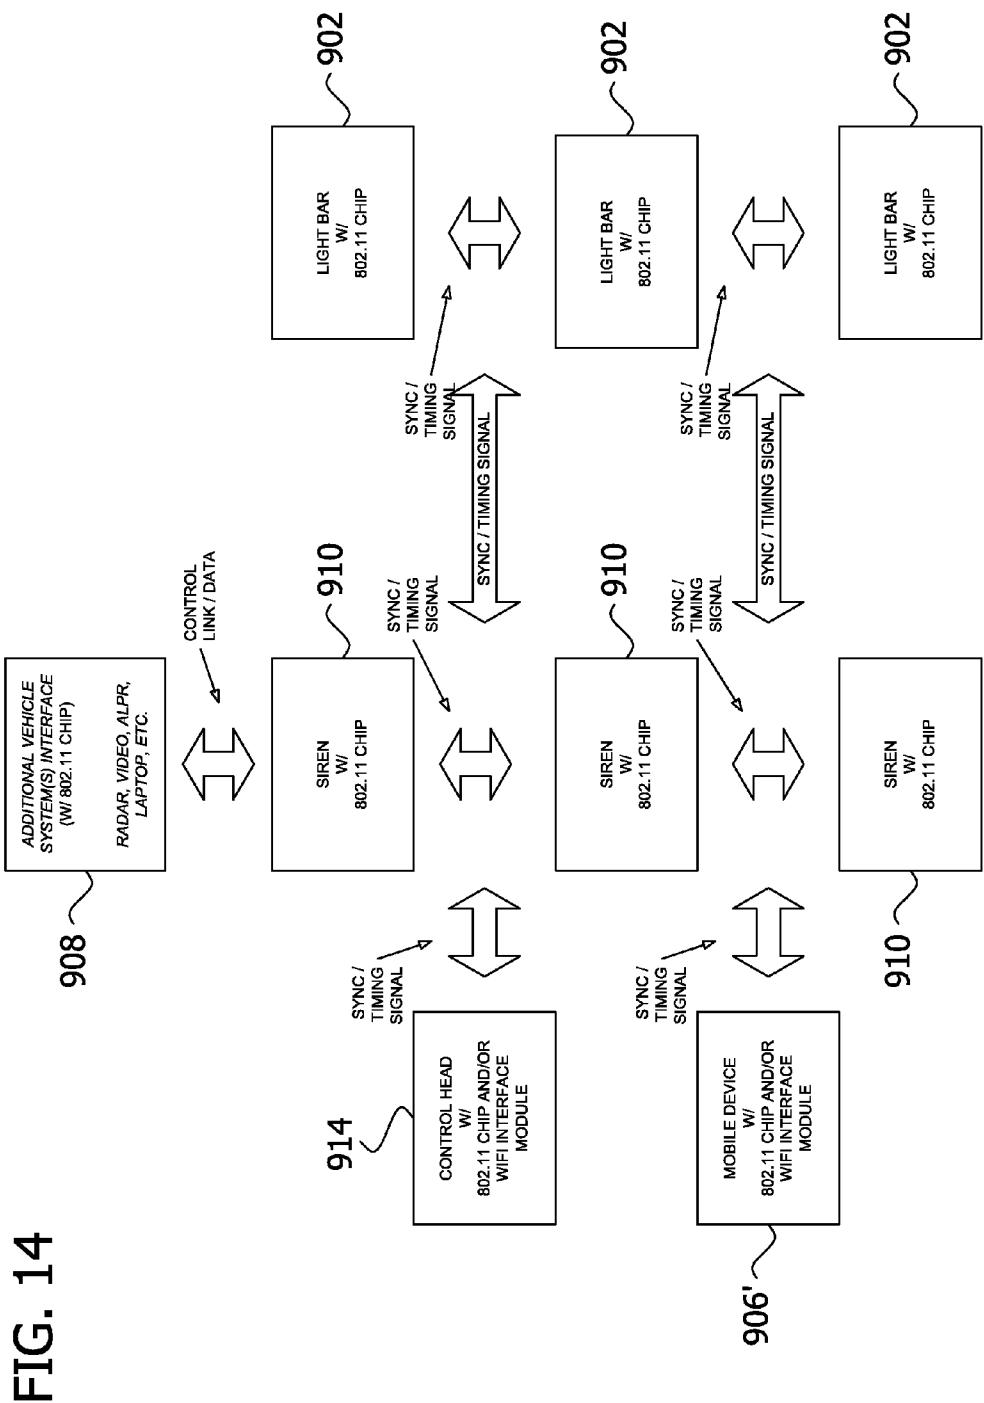 FIG. 14
908
ADDITIONAL VEHICLE
SYSTEM(S) INTERFACE
(W/ 802.11 CHIP)
RADAR, VIDEO, ALPR,
LAPTOP, ETC.
CONTROL
LINK / DATA
914
CONTROL HEAD
W/
802.11 CHIP AND/OR
WIFI INTERFACE
MODULE
SYNC /
TIMING
SIGNAL
SIREN
W/
802.11 CHIP
910
SYNC /
TIMING
SIGNAL
SYNC / TIMING SIGNAL
SYNC /
TIMING
SIGNAL
LIGHT BAR
W/
802.11 CHIP
902
906'
MOBILE DEVICE
W/
802.11 CHIP AND/OR
WIFI INTERFACE
MODULE
SYNC /
TIMING
SIGNAL
SIREN
W/
802.11 CHIP
910
SYNC /
TIMING
SIGNAL
SYNC / TIMING SIGNAL
SYNC /
TIMING
SIGNAL
LIGHT BAR
W/
802.11 CHIP
902
910
SIREN
W/
802.11 CHIP
LIGHT BAR
W/
802.11 CHIP
902